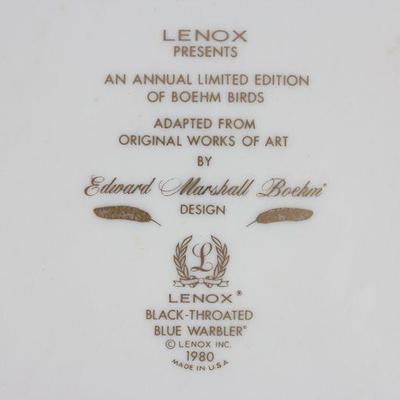 LENOX
PRESENTS
AN ANNUAL LIMITED EDITION
OF BOEHM BIRDS
ADAPTED FROM
ORIGINAL WORKS OF ART
BY
Edward Marshall Boehm
DESIGN
L
LENOX®
BLACK-THROATED
BLUE WARBLER®
© LENOX INC.
1980
MADE IN U.S.A